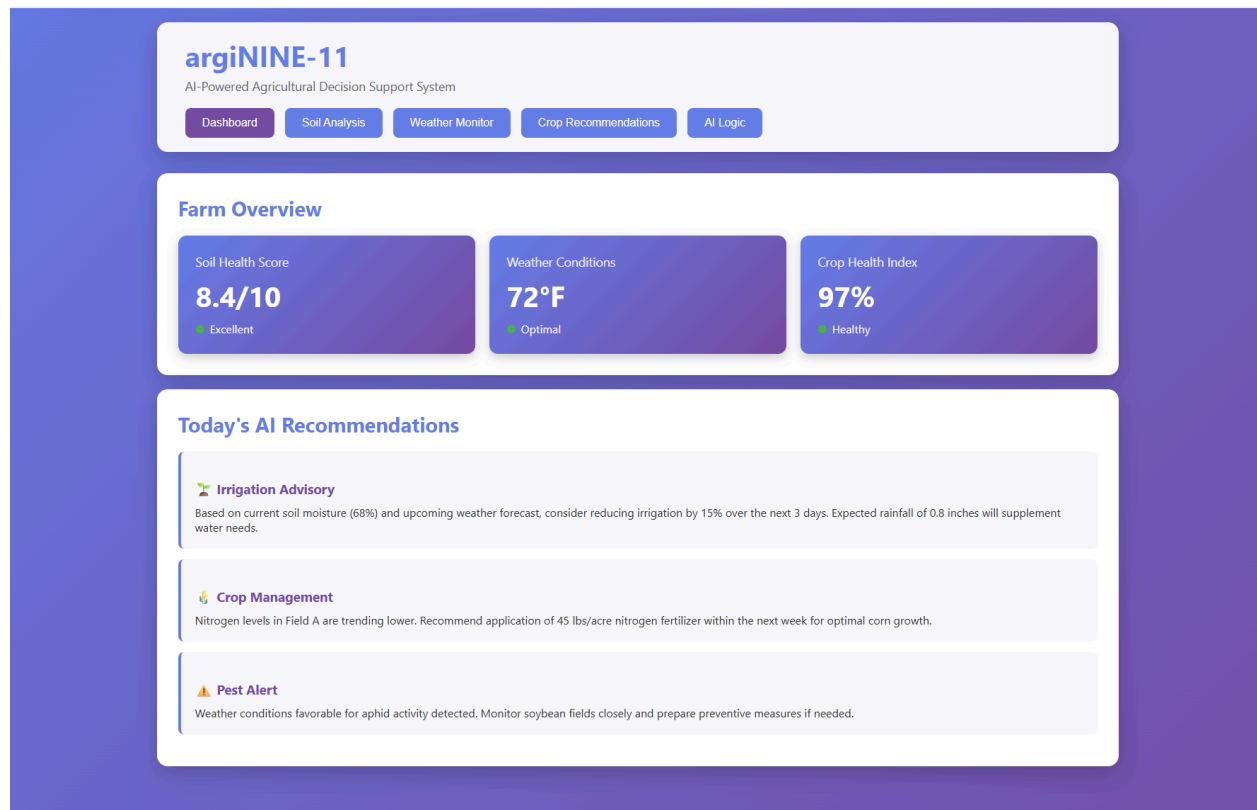 argiNINE-11
AI-Powered Agricultural Decision Support System
Dashboard
Soil Analysis
Weather Monitor
Crop Recommendations
AI Logic
Farm Overview
Soil Health Score
8.4/10
Excellent
Weather Conditions
72°F
Optimal
Crop Health Index
97%
Healthy
Today's AI Recommendations
Irrigation Advisory
Based on current soil moisture (68%) and upcoming weather forecast, consider reducing irrigation by 15% over the next 3 days. Expected rainfall of 0.8 inches will supplement
water needs.
Crop Management
Nitrogen levels in Field A are trending lower. Recommend application of 45 lbs/acre nitrogen fertilizer within the next week for optimal corn growth.
Pest Alert
Weather conditions favorable for aphid activity detected. Monitor soybean fields closely and prepare preventive measures if needed.